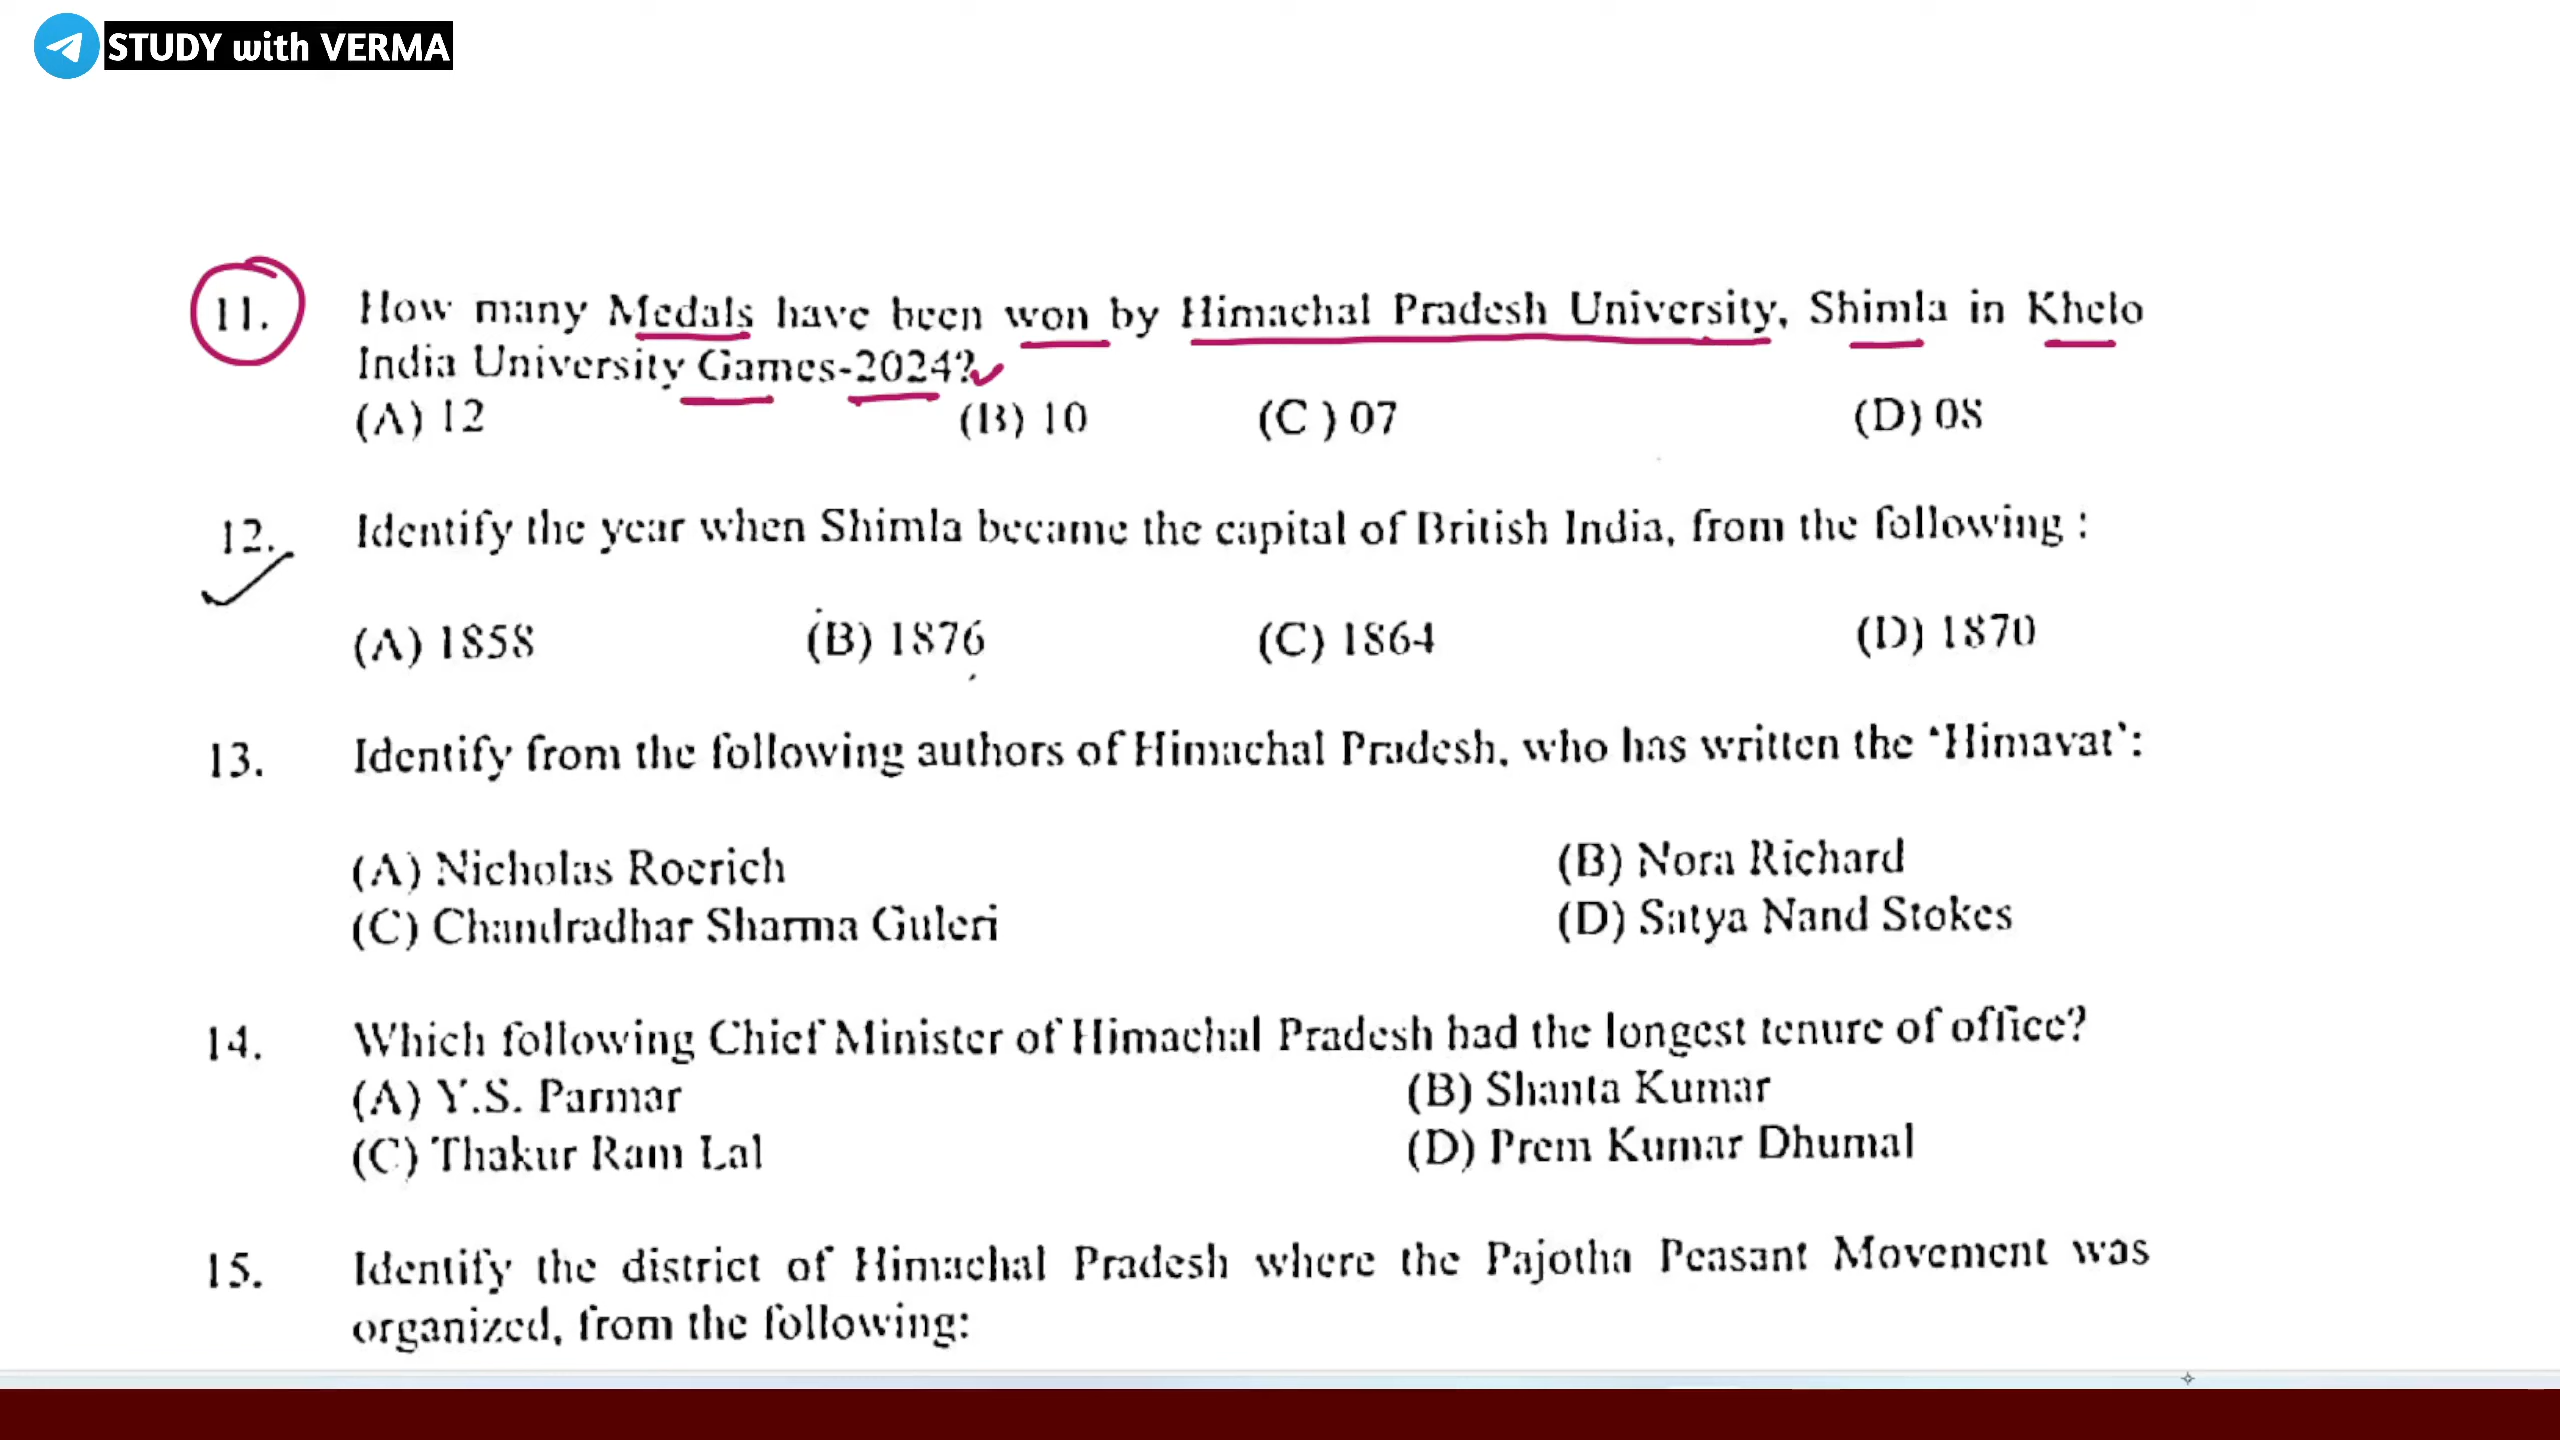 STUDY with VERMA
11. How many Medals have been won by Himachal Pradesh University, Shimla in Khelo
India University Games-2024?
(A) 12 (B) 10 (C ) 07 (D) 08
12. Identify the year when Shimla became the capital of British India, from the following :
(A) 1858 (B) 1876 (C) 1864 (D) 1870
13. Identify from the following authors of Himachal Pradesh, who has written the ‘Himavat’:
(A) Nicholas Roerich (B) Nora Richard
(C) Chandradhar Sharma Guleri (D) Satya Nand Stokes
14. Which following Chief Minister of Himachal Pradesh had the longest tenure of office?
(A) Y.S. Parmar (B) Shanta Kumar
(C) Thakur Ram Lal (D) Prem Kumar Dhumal
15. Identify the district of Himachal Pradesh where the Pajotha Peasant Movement was
organized, from the following: